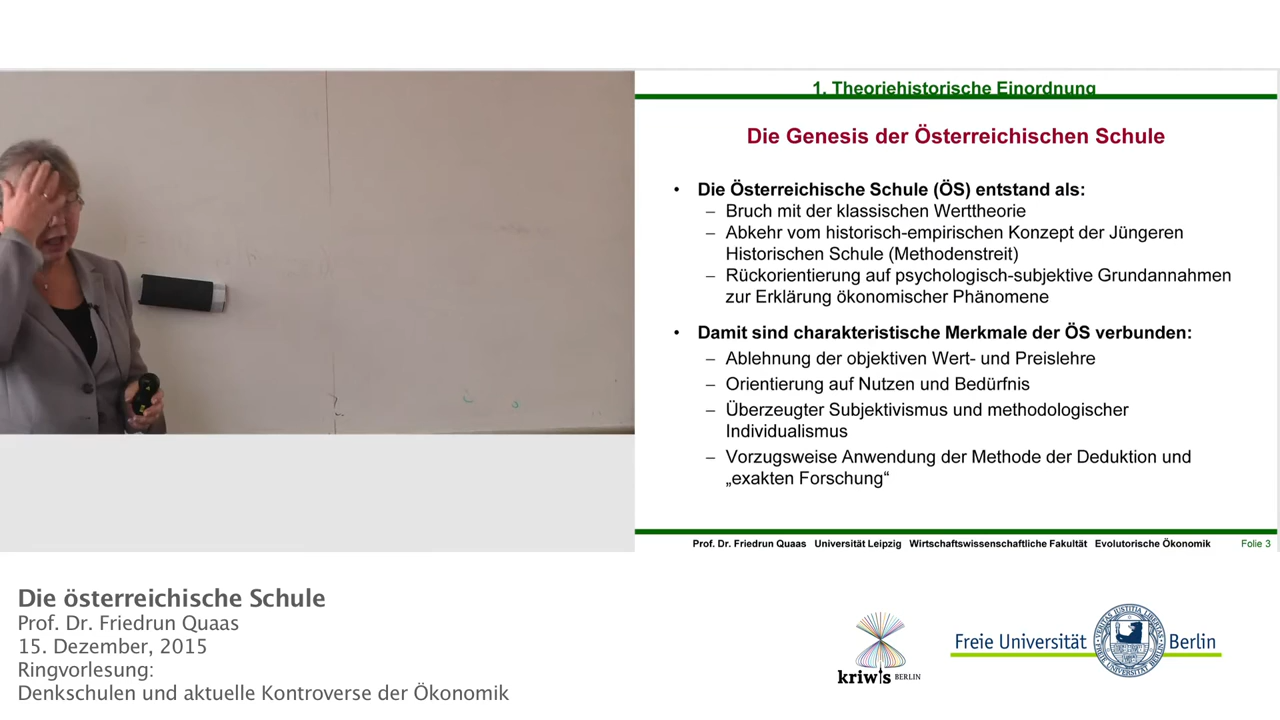 1. Theoriehistorische Einordnung
Die Genesis der Österreichischen Schule
• Die Österreichische Schule (ÖS) entstand als:
– Bruch mit der klassischen Werttheorie
– Abkehr vom historisch-empirischen Konzept der Jüngeren
Historischen Schule (Methodenstreit)
– Rückorientierung auf psychologisch-subjektive Grundannahmen
zur Erklärung ökonomischer Phänomene
• Damit sind charakteristische Merkmale der ÖS verbunden:
– Ablehnung der objektiven Wert- und Preislehre
– Orientierung auf Nutzen und Bedürfnis
– Überzeugter Subjektivismus und methodologischer
Individualismus
– Vorzugsweise Anwendung der Methode der Deduktion und
„exakten Forschung“
Prof. Dr. Friedrun Quaas Universität Leipzig Wirtschaftswissenschaftliche Fakultät Evolutorische Ökonomik Folie 3
Die österreichische Schule
Prof. Dr. Friedrun Quaas
15. Dezember, 2015
Ringvorlesung:
Denkschulen und aktuelle Kontroverse der Ökonomik
kriwis BERLIN
Freie Universität Berlin